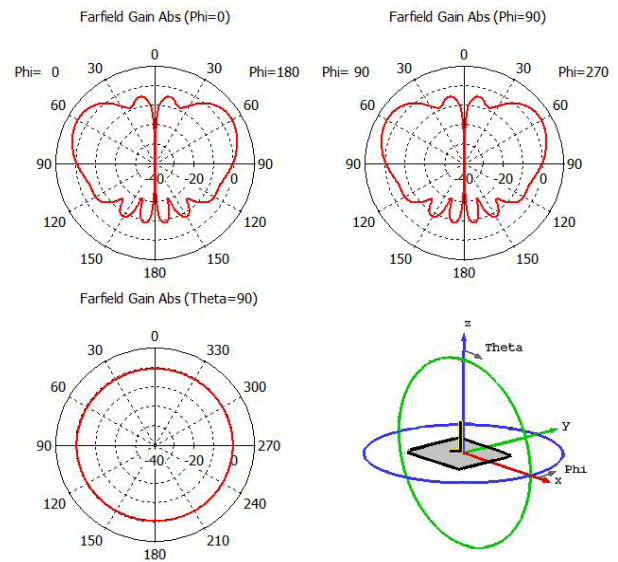 Farfield Gain Abs (Phi=0)
0
30 30
Phi= 0 Phi=180
60 60
90 90
-40 -20 0
120 120
150 150
180
Farfield Gain Abs (Phi=90)
0
30 30
Phi= 90 Phi=270
60 60
90 90
-40 -20 0
120 120
150 150
180
Farfield Gain Abs (Theta=90)
0
30 330
60 300
90 270
-40 -20 0
120 240
150 210
180
z
Theta
y
Phi
x